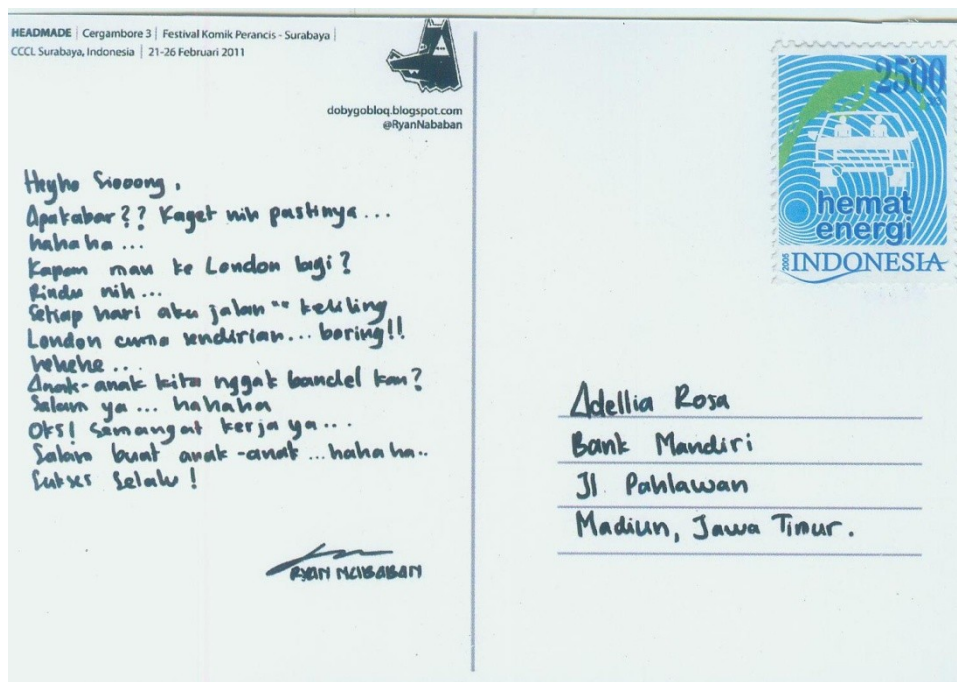 HEADMADE | Cergambore 3 | Festival Komik Perancis - Surabaya |
CCCL Surabaya, Indonesia | 21-26 Februari 2011
dobygobloq.blogspot.com
@RyanNababan
Heyho Siooong,
Apakabar?? Kaget nih pastinya...
hahaha...
Kapan mau ke London lagi?
Rindu nih...
Setiap hari aku jalan" keliling
London cuma sendirian... boring!!
hehehe...
Anak-anak kita nggak bandel kan?
Salam ya... hahaha
OKS! Semangat kerja ya...
Salam buat anak-anak...hahaha..
Sukses Selalu!
RYAN NABABAN
2500
hemat
energi
2005
INDONESIA
Adellia Rosa
Bank Mandiri
Jl Pahlawan
Madiun, Jawa Timur.